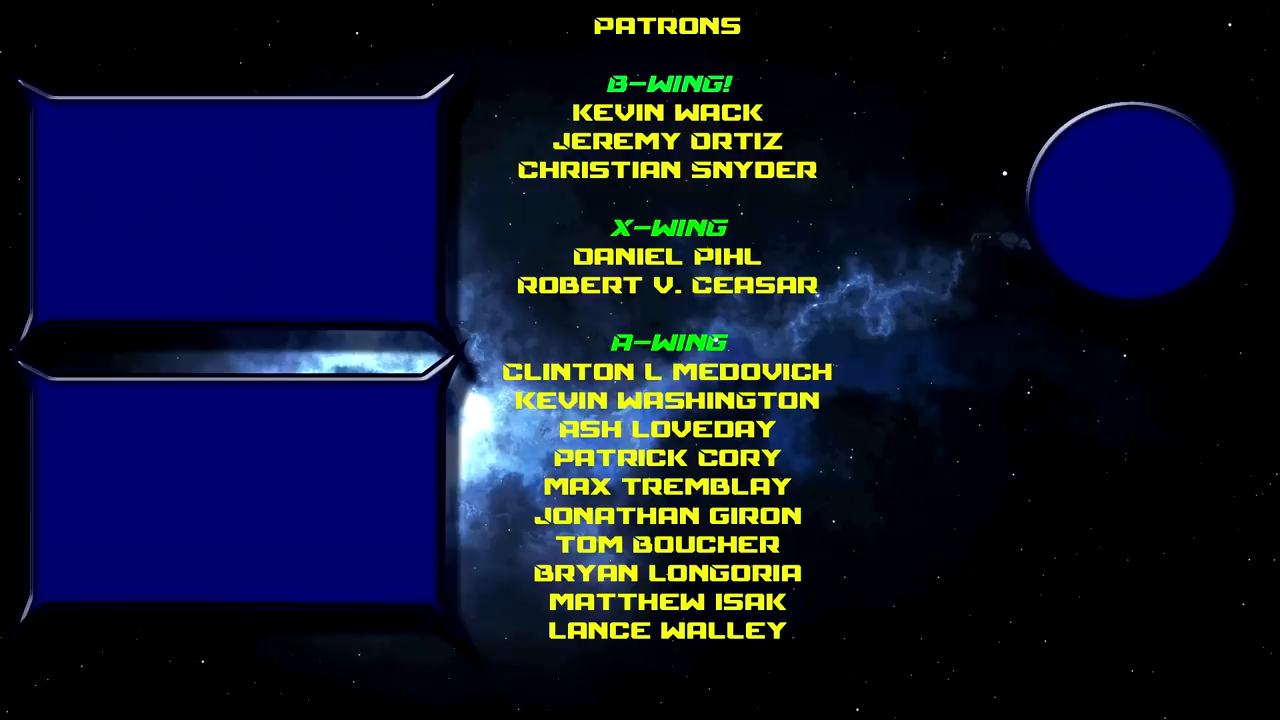 PATRONS
B-WING!
KEVIN WACK
JEREMY ORTIZ
CHRISTIAN SNYDER
X-WING
DANIEL PIHL
ROBERT V. CEASAR
A-WING
CLINTON L MEDOVICH
KEVIN WASHINGTON
ASH LOVEDAY
PATRICK CORY
MAX TREMBLAY
JONATHAN GIRON
TOM BOUCHER
BRYAN LONGORIA
MATTHEW ISAK
LANCE WALLEY